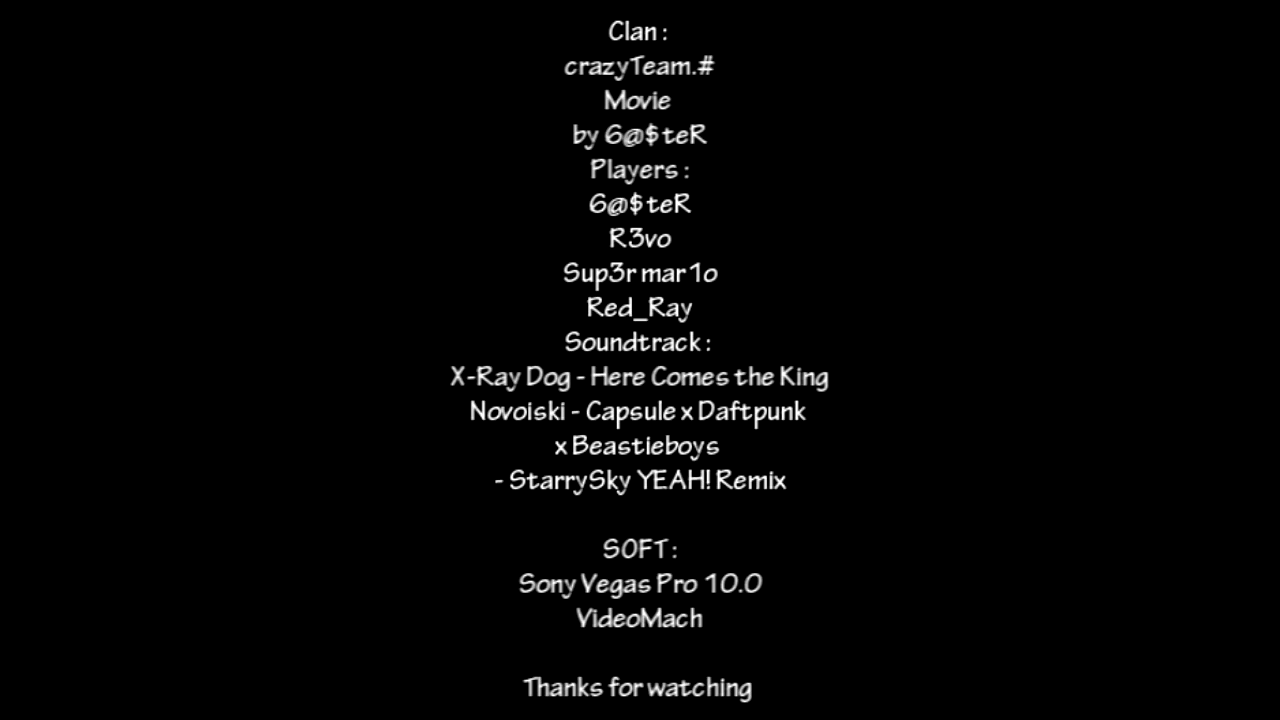 Clan :
crazyTeam.#
Movie
by 6@$teR
Players :
6@$teR
R3vo
Sup3r mar1o
Red_Ray
Soundtrack :
X-Ray Dog - Here Comes the King
Novoiski - Capsule x Daftpunk
x Beastieboys
- StarrySky YEAH! Remix
SOFT :
Sony Vegas Pro 10.0
VideoMach
Thanks for watching